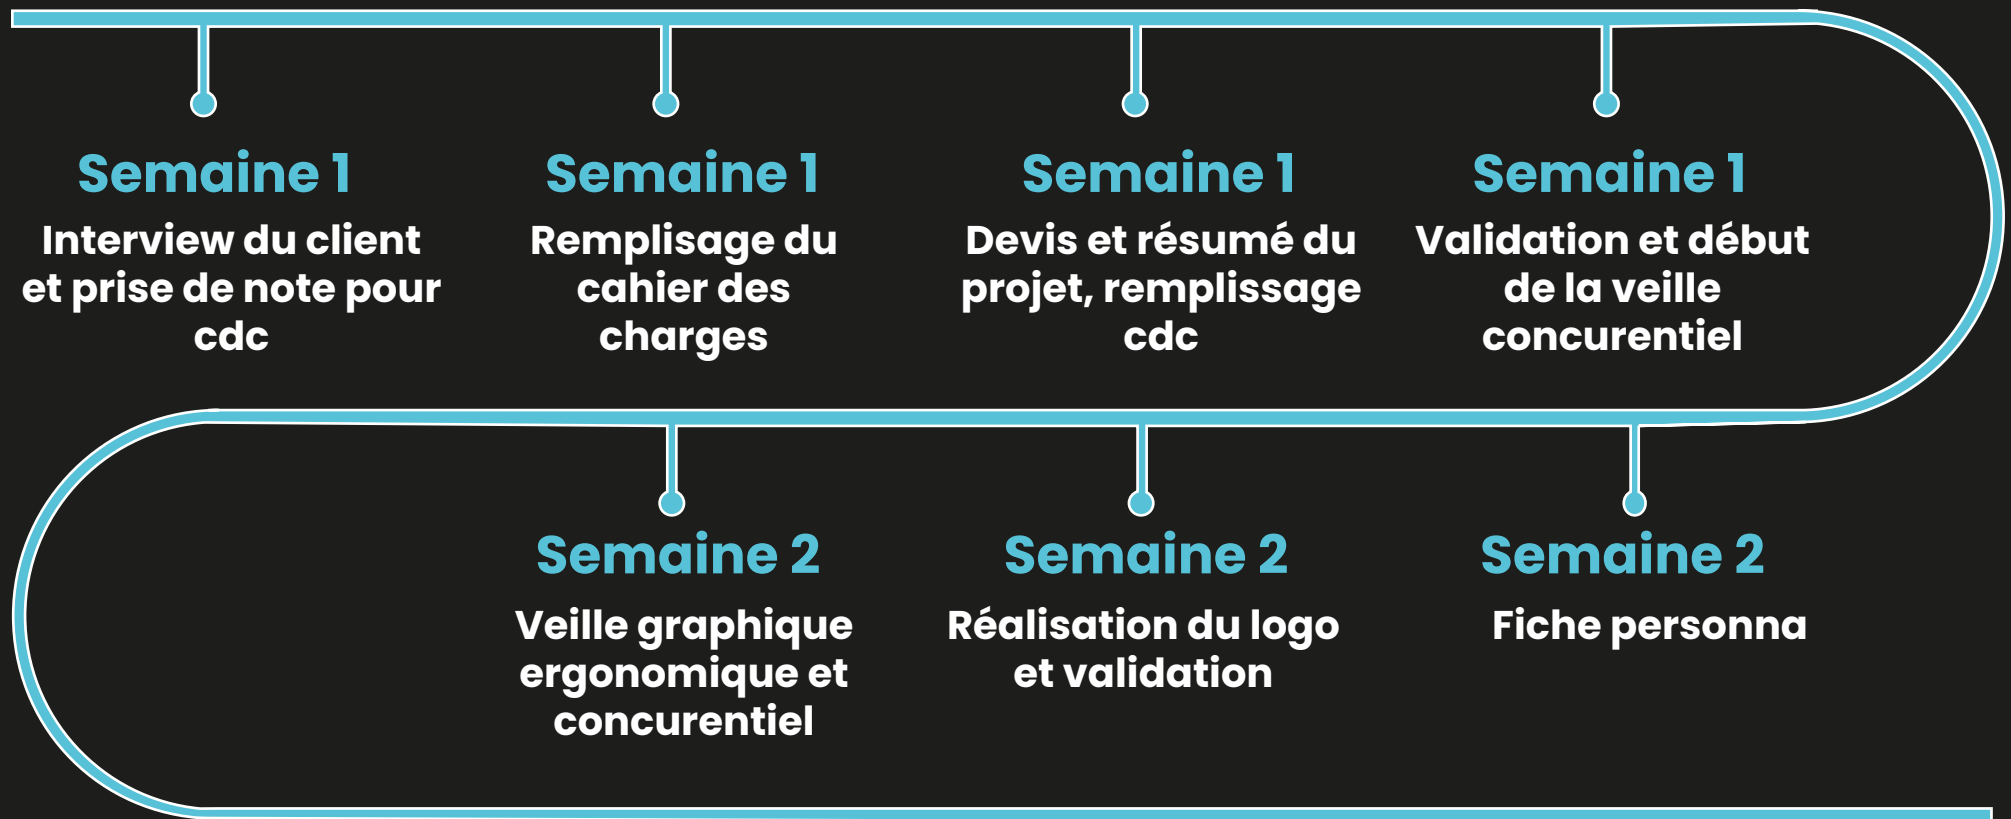 Semaine 1
Interview du client
et prise de note pour
cdc
Semaine 1
Remplisage du
cahier des
charges
Semaine 1
Devis et résumé du
projet, remplissage
cdc
Semaine 1
Validation et début
de la veille
concurentiel
Semaine 2
Veille graphique
ergonomique et
concurentiel
Semaine 2
Réalisation du logo
et validation
Semaine 2
Fiche personna